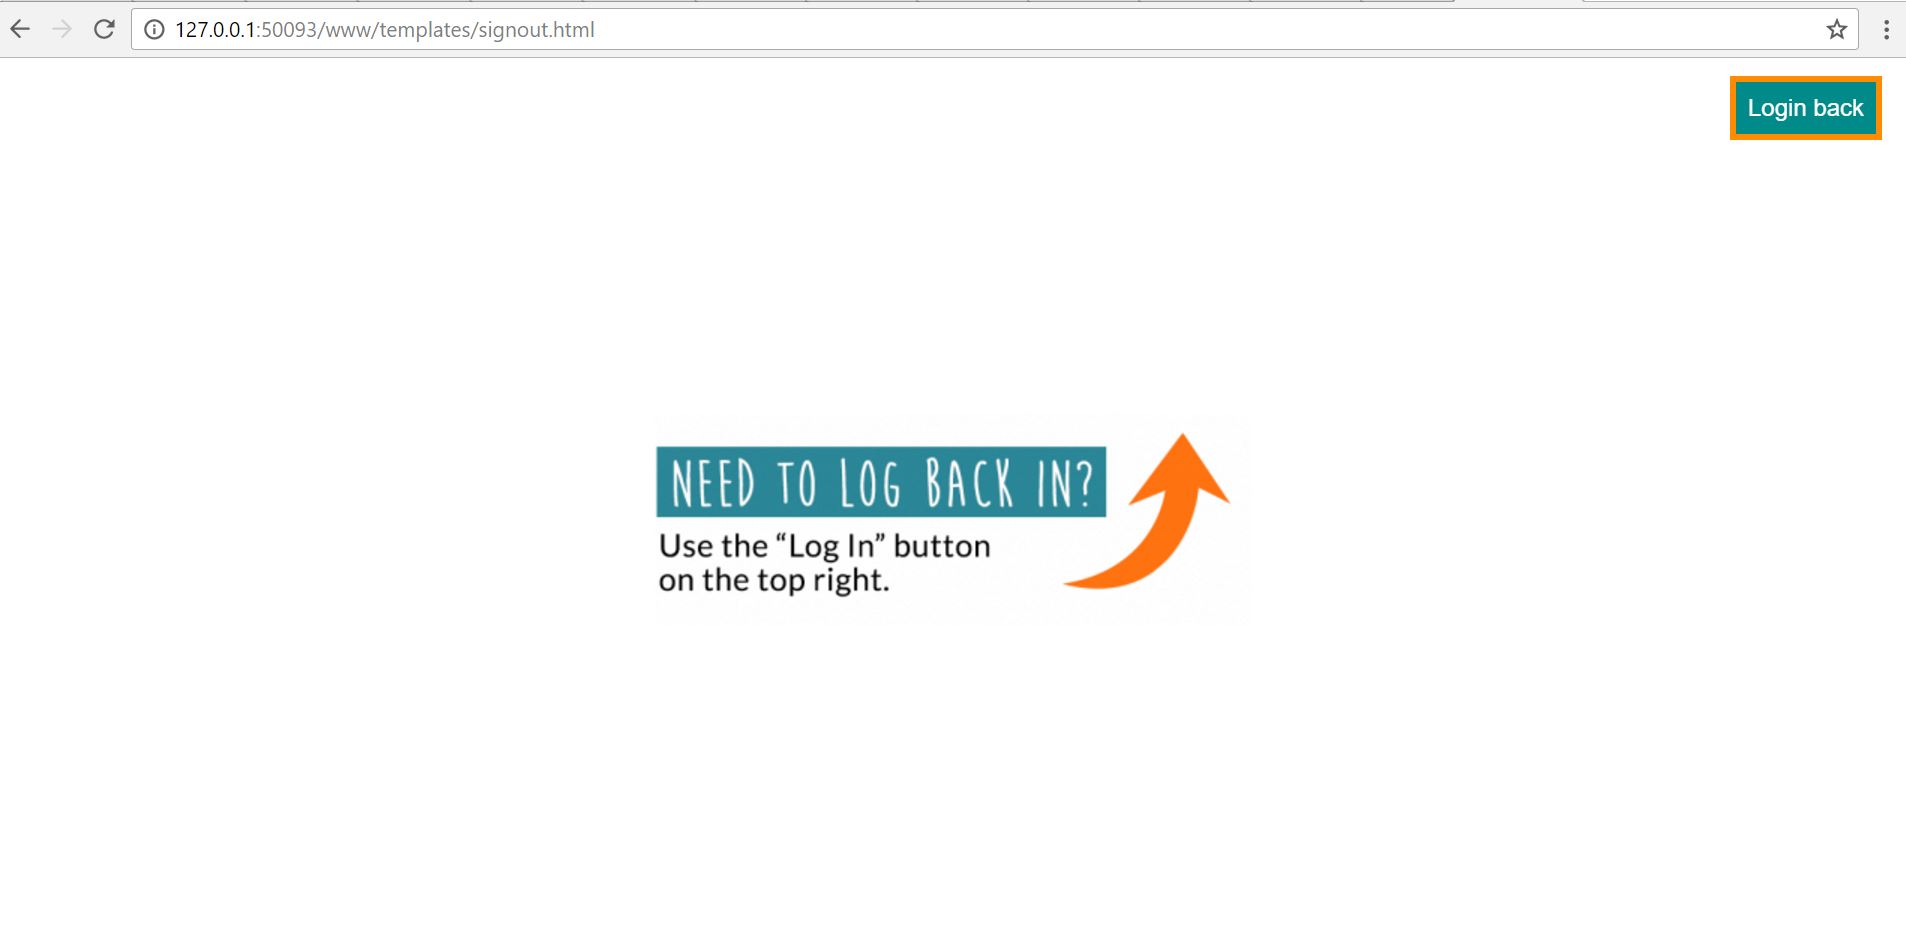 127.0.0.1:50093/www/templates/signout.html
Login back
NEED TO LOG BACK IN?
Use the “Log In” button
on the top right.